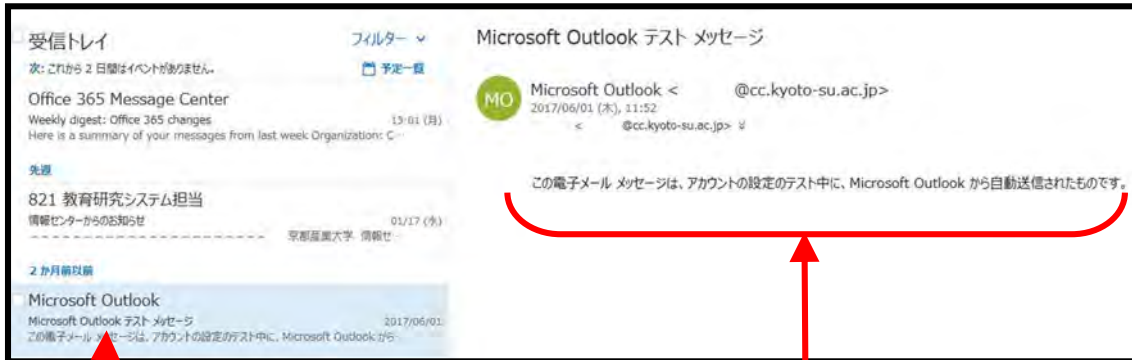 受信トレイ
フィルター
次: これから 2 日間はイベントがありません。
予定一覧
Office 365 Message Center
Weekly digest: Office 365 changes
Here is a summary of your messages from last week Organization: C…
先週
821 教育研究システム担当
情報センターからのお知らせ
01/17 (水)
京都産業大学 情報セ…
2 か月前以前
Microsoft Outlook
Microsoft Outlook テスト メッセージ
2017/06/01
この電子メール メッセージは、アカウントの設定のテスト中に、Microsoft Outlook から
Microsoft Outlook テスト メッセージ
MO
Microsoft Outlook < @cc.kyoto-su.ac.jp>
2017/06/01 (木), 11:52
< @cc.kyoto-su.ac.jp>
この電子メール メッセージは、アカウントの設定のテスト中に、Microsoft Outlook から自動送信されたものです。